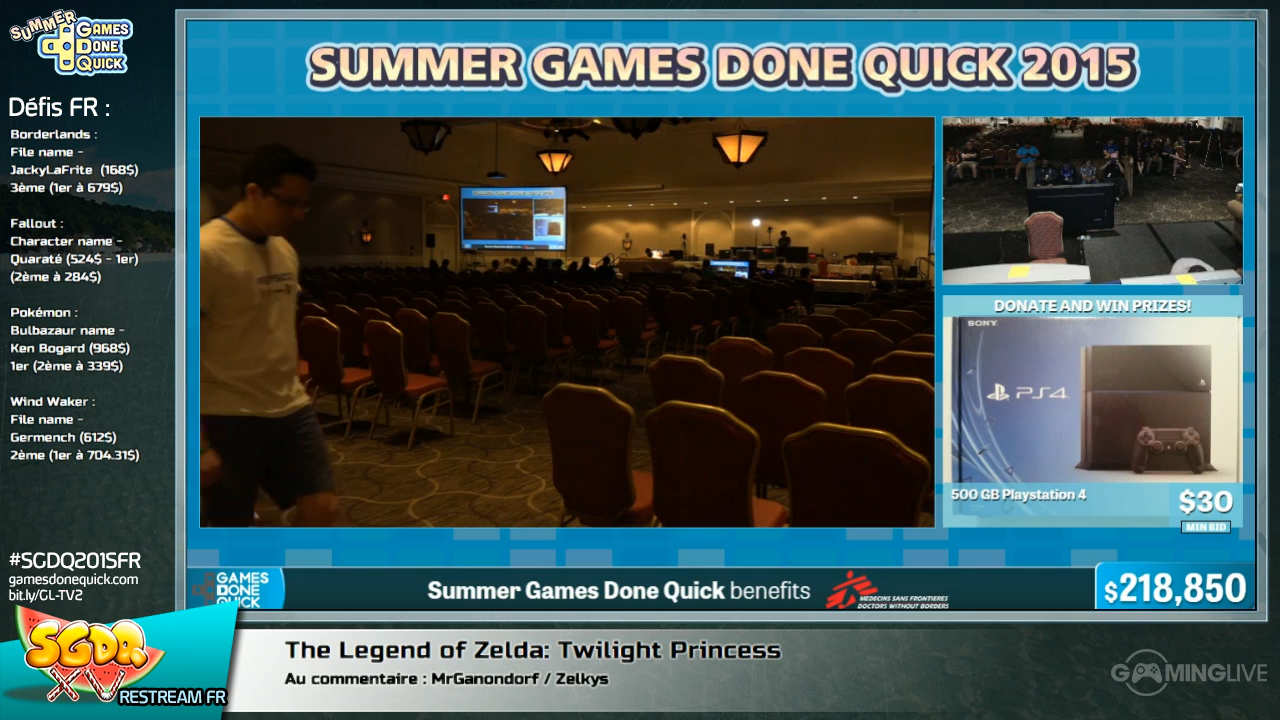 SUMMER
GAMES
DONE
QUICK
Défis FR :
Borderlands :
File name -
JackyLaFrite (168$)
3ème (1er à 679$)
Fallout :
Character name -
Quaraté (524$ - 1er)
(2ème à 284$)
Pokémon :
Bulbazaur name -
Ken Bogard (968$)
1er (2ème à 339$)
Wind Waker :
File name -
Germench (612$)
2ème (1er à 704.31$)
#SGDQ2015FR
gamesdonequick.com
bit.ly/GL-TV2
SGDQ
XV
RESTREAM FR
SUMMER GAMES DONE QUICK 2015
DONATE AND WIN PRIZES!
SONY
PS4
500 GB Playstation 4
$30
MIN BID
GAMES
DONE
QUICK
Summer Games Done Quick benefits
MEDECINS SANS FRONTIERES
DOCTORS WITHOUT BORDERS
$218,850
The Legend of Zelda: Twilight Princess
Au commentaire : MrGanondorf / Zelkys
GAMINGLIVE